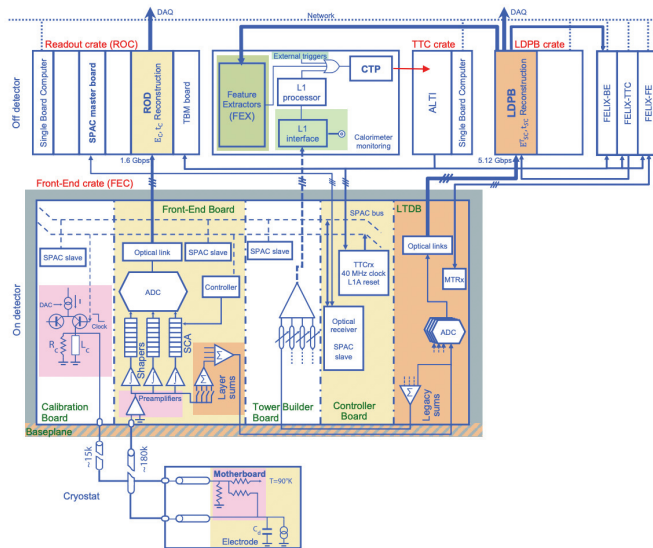 DAQ
DAQ
Network
Readout crate (ROC)
TTC crate
LDPB crate
Off detector
Single Board Computer
SPAC master board
ROD
Reconstruction
TBM board
External triggers
Feature
Extractors
(FEX)
L1
processor
L1
interface
CTP
Calorimeter
monitoring
ALTI
Single Board Computer
LDPB
Reconstruction
FELIX-BE
FELIX-TTC
FELIX-FE
1.6 Gbps
5.12 Gbps
Front-End crate (FEC)
On detector
Front-End Board
SPAC bus
LTDB
SPAC slave
Optical link
SPAC slave
SPAC slave
TTCrx
40 MHz clock
L1A reset
Optical links
MTRx
ADC
Controller
DAC
I
Clock
R_C
L_C
Shapers
SCA
Optical
receiver
SPAC
slave
ADC
Σ
Σ
Layer
sums
Σ
Legacy
sums
Preamplifiers
Calibration
Board
Tower Builder
Board
Controller
Board
Baseplane
~15k
~180k
Cryostat
Motherboard
T=90°K
C_d
Electrode